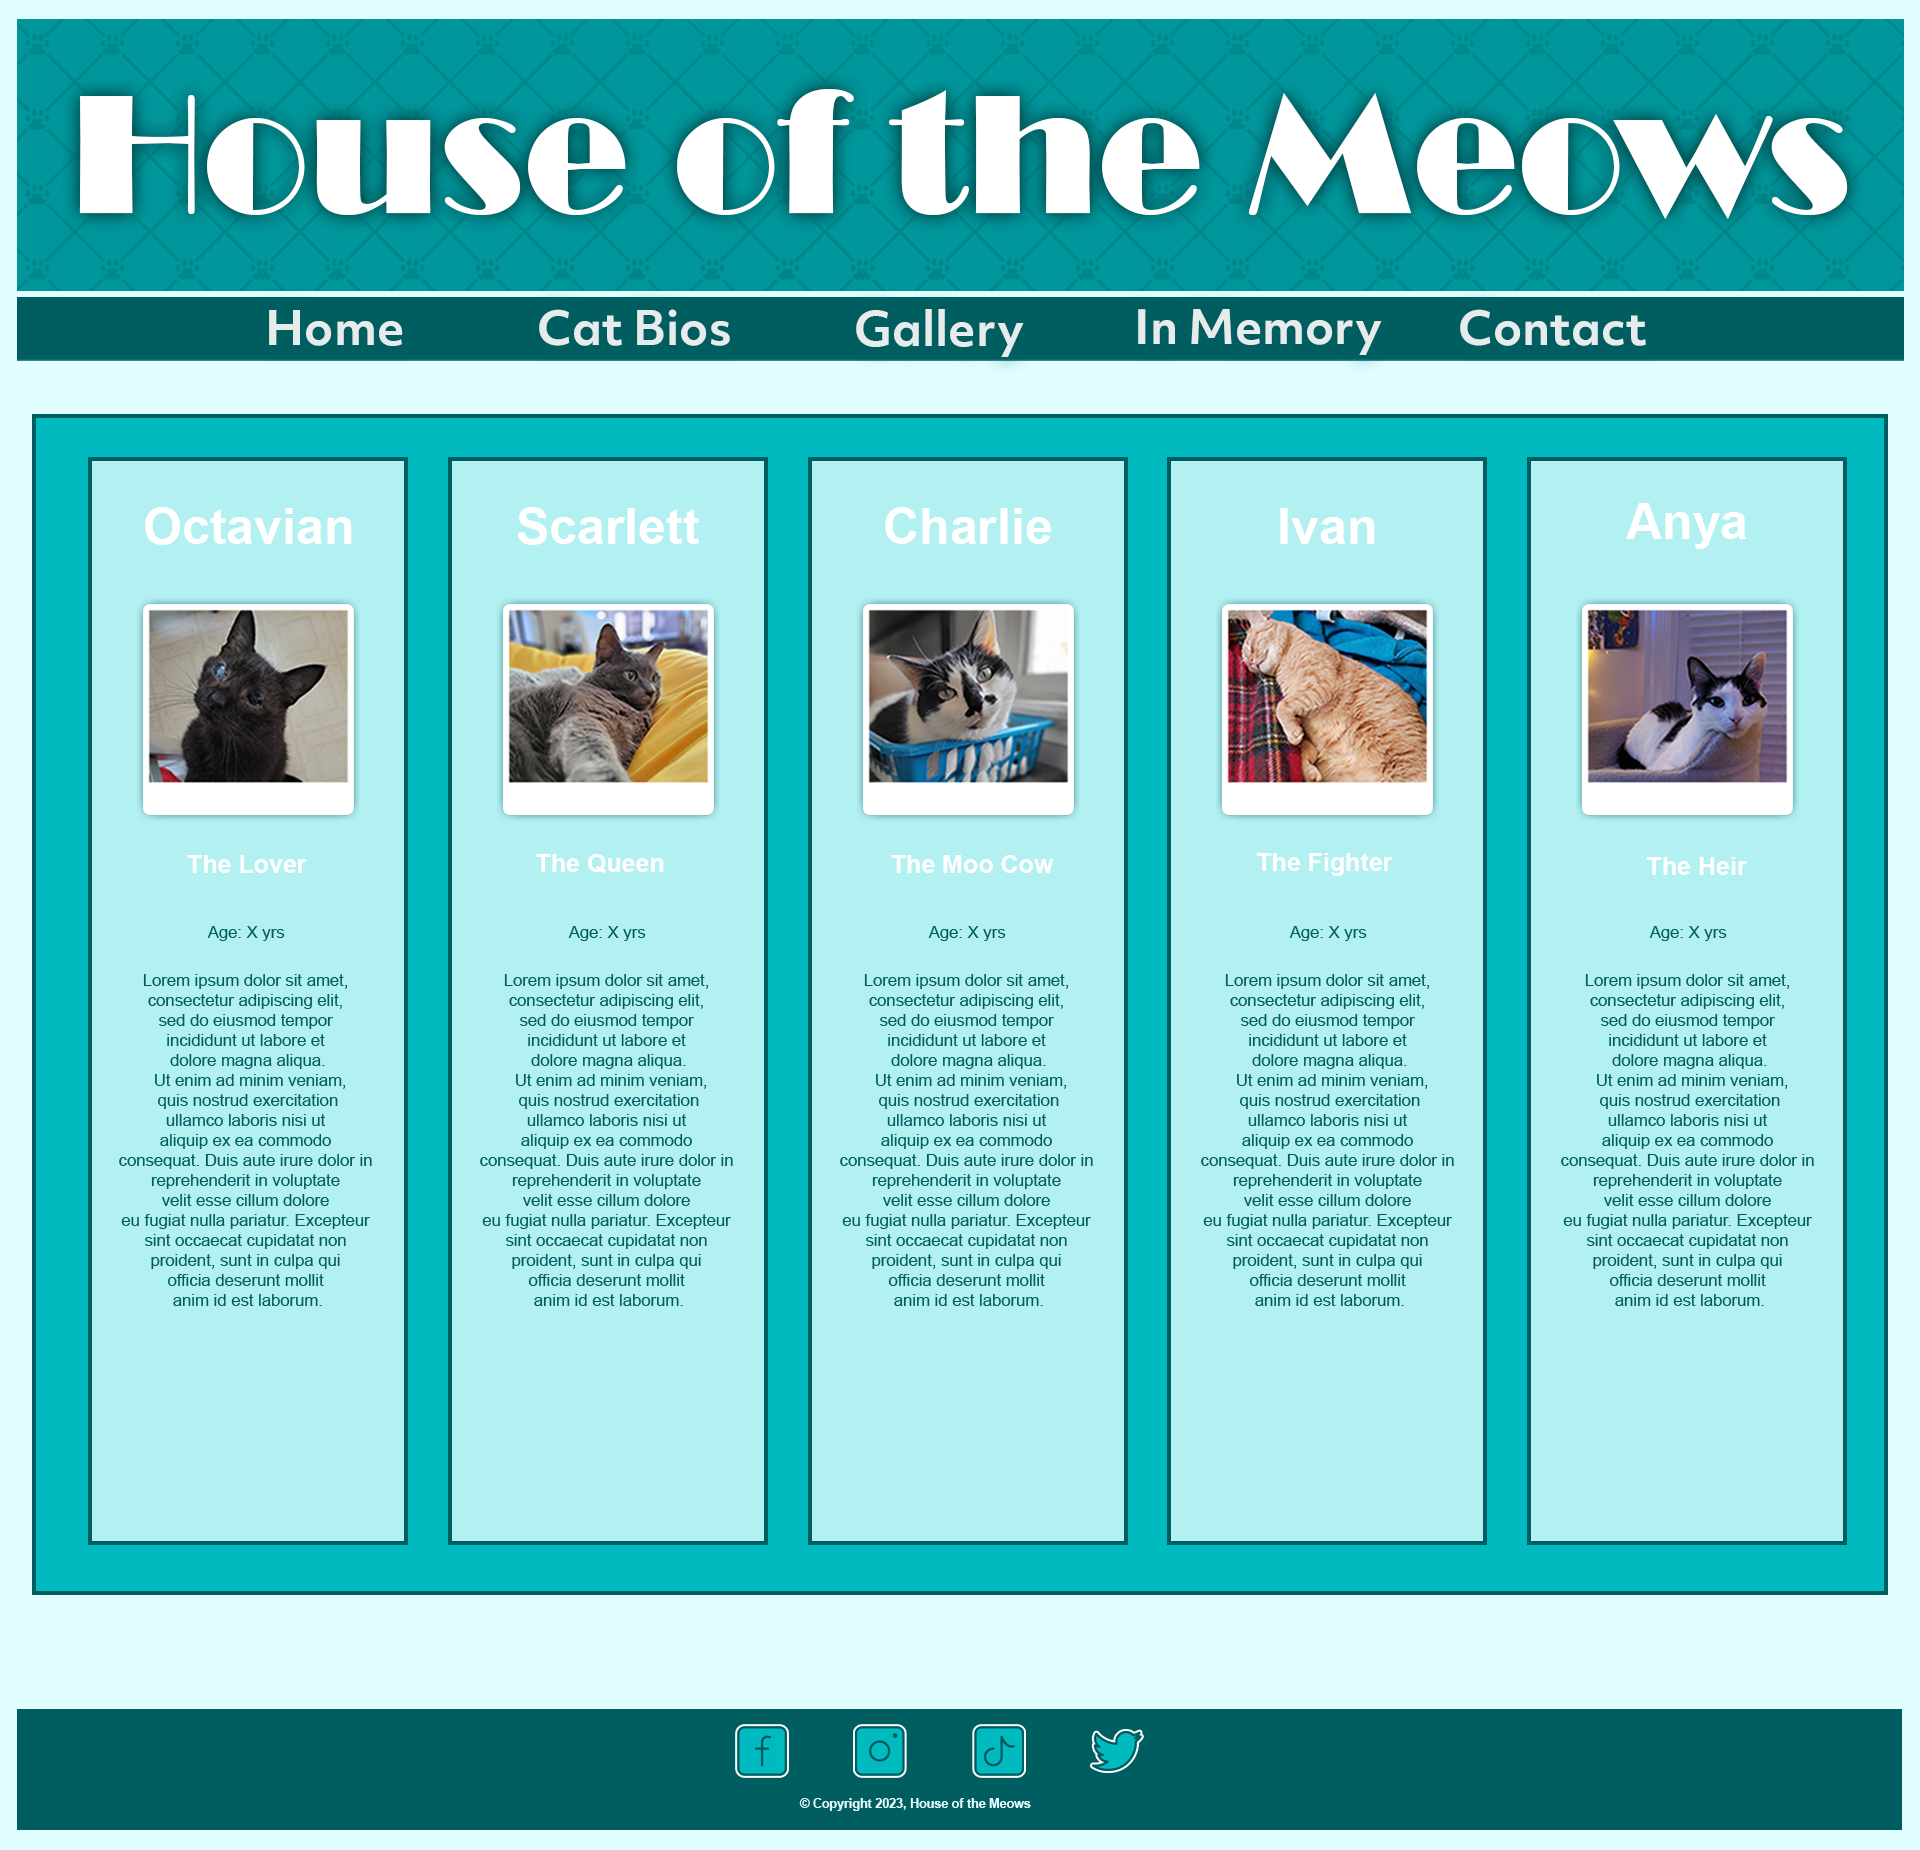 House of the Meows
Home Cat Bios Gallery In Memory Contact
Octavian
The Lover
Age: X yrs
Lorem ipsum dolor sit amet,
consectetur adipiscing elit,
sed do eiusmod tempor
incididunt ut labore et
dolore magna aliqua.
Ut enim ad minim veniam,
quis nostrud exercitation
ullamco laboris nisi ut
aliquip ex ea commodo
consequat. Duis aute irure dolor in
reprehenderit in voluptate
velit esse cillum dolore
eu fugiat nulla pariatur. Excepteur
sint occaecat cupidatat non
proident, sunt in culpa qui
officia deserunt mollit
anim id est laborum.
Scarlett
The Queen
Age: X yrs
Lorem ipsum dolor sit amet,
consectetur adipiscing elit,
sed do eiusmod tempor
incididunt ut labore et
dolore magna aliqua.
Ut enim ad minim veniam,
quis nostrud exercitation
ullamco laboris nisi ut
aliquip ex ea commodo
consequat. Duis aute irure dolor in
reprehenderit in voluptate
velit esse cillum dolore
eu fugiat nulla pariatur. Excepteur
sint occaecat cupidatat non
proident, sunt in culpa qui
officia deserunt mollit
anim id est laborum.
Charlie
The Moo Cow
Age: X yrs
Lorem ipsum dolor sit amet,
consectetur adipiscing elit,
sed do eiusmod tempor
incididunt ut labore et
dolore magna aliqua.
Ut enim ad minim veniam,
quis nostrud exercitation
ullamco laboris nisi ut
aliquip ex ea commodo
consequat. Duis aute irure dolor in
reprehenderit in voluptate
velit esse cillum dolore
eu fugiat nulla pariatur. Excepteur
sint occaecat cupidatat non
proident, sunt in culpa qui
officia deserunt mollit
anim id est laborum.
Ivan
The Fighter
Age: X yrs
Lorem ipsum dolor sit amet,
consectetur adipiscing elit,
sed do eiusmod tempor
incididunt ut labore et
dolore magna aliqua.
Ut enim ad minim veniam,
quis nostrud exercitation
ullamco laboris nisi ut
aliquip ex ea commodo
consequat. Duis aute irure dolor in
reprehenderit in voluptate
velit esse cillum dolore
eu fugiat nulla pariatur. Excepteur
sint occaecat cupidatat non
proident, sunt in culpa qui
officia deserunt mollit
anim id est laborum.
Anya
The Heir
Age: X yrs
Lorem ipsum dolor sit amet,
consectetur adipiscing elit,
sed do eiusmod tempor
incididunt ut labore et
dolore magna aliqua.
Ut enim ad minim veniam,
quis nostrud exercitation
ullamco laboris nisi ut
aliquip ex ea commodo
consequat. Duis aute irure dolor in
reprehenderit in voluptate
velit esse cillum dolore
eu fugiat nulla pariatur. Excepteur
sint occaecat cupidatat non
proident, sunt in culpa qui
officia deserunt mollit
anim id est laborum.
© Copyright 2023, House of the Meows